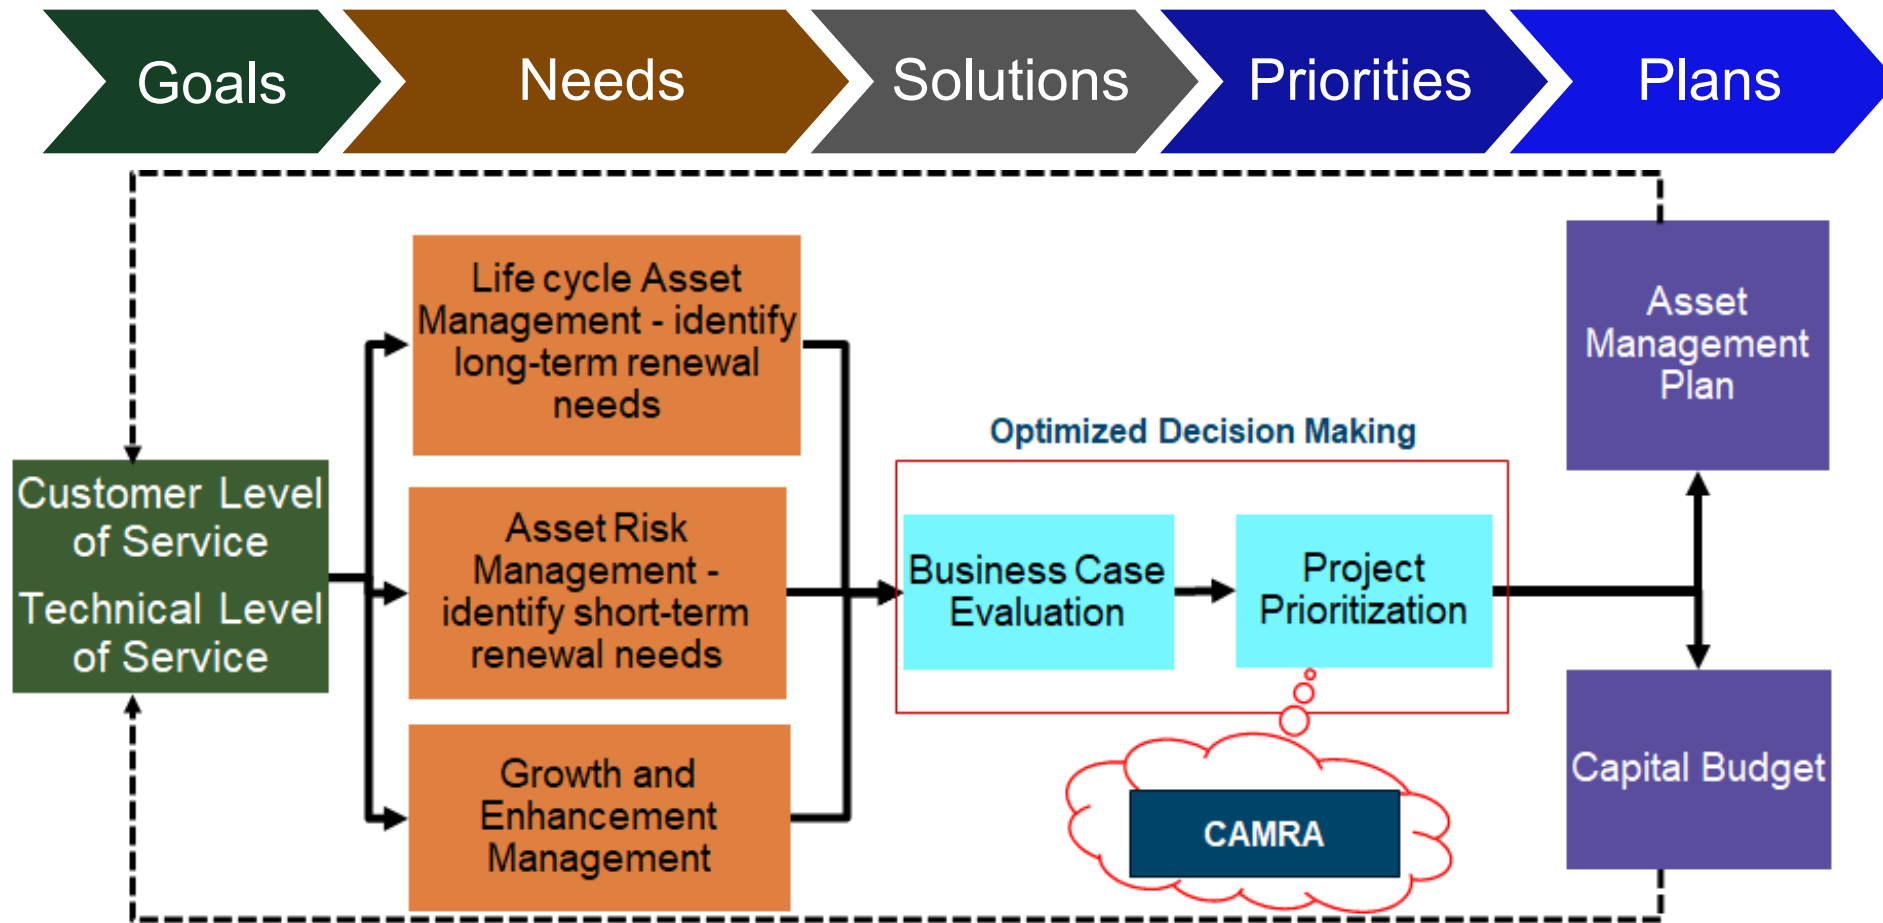 Goals
Needs
Solutions
Priorities
Plans
Customer Level
of Service
Technical Level
of Service
Life cycle Asset
Management - identify
long-term renewal
needs
Asset Risk
Management -
identify short-term
renewal needs
Growth and
Enhancement
Management
Optimized Decision Making
Business Case
Evaluation
Project
Prioritization
CAMRA
Asset
Management
Plan
Capital Budget